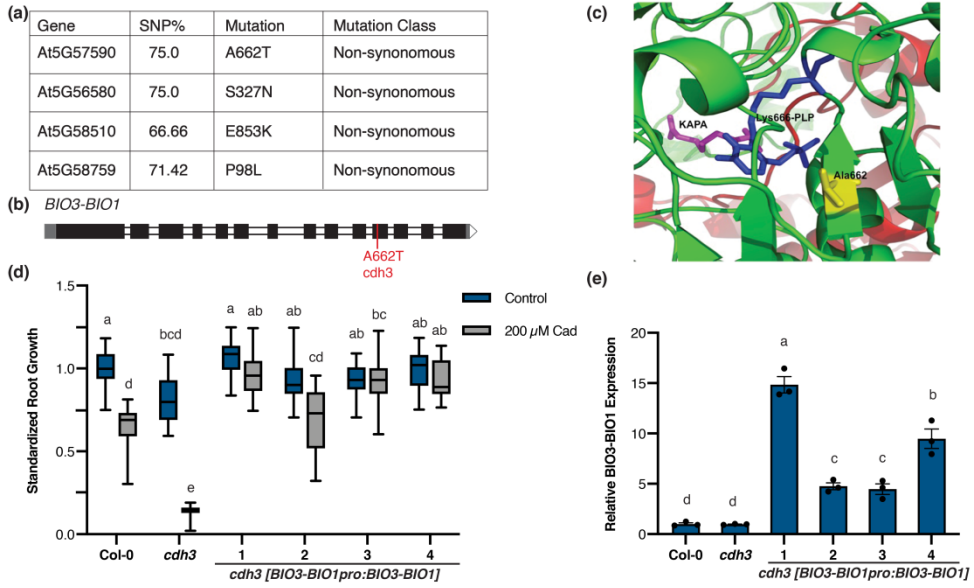 (a)
Gene SNP% Mutation Mutation Class
At5G57590 75.0 A662T Non-synonomous
At5G56580 75.0 S327N Non-synonomous
At5G58510 66.66 E853K Non-synonomous
At5G58759 71.42 P98L Non-synonomous
(b)
BIO3-BIO1
A662T
cdh3
(c)
KAPA
Lys666-PLP
Ala662
(d)
Standardized Root Growth
1.5
1.0
0.5
0.0
a
d
bcd
e
a
ab
ab
cd
ab
bc
ab
ab
Control
200 µM Cad
Col-0 cdh3 1 2 3 4
cdh3 [BIO3-BIO1pro:BIO3-BIO1]
(e)
Relative BIO3-BIO1 Expression
20
15
10
5
0
d
d
a
c
c
b
Col-0 cdh3 1 2 3 4
cdh3 [BIO3-BIO1pro:BIO3-BIO1]